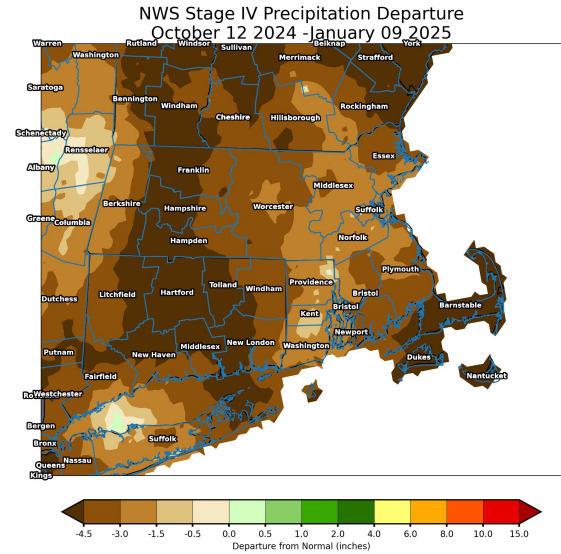 NWS Stage IV Precipitation Departure
October 12 2024 -January 09 2025
Warren Rutland Windsor Sullivan Belknap York
Washington Merrimack Strafford
Saratoga
Bennington Windham Rockingham
Cheshire Hillsborough
Schenectady
Rensselaer Essex
Albany Franklin
Middlesex
Berkshire Hampshire Worcester Suffolk
Greene Columbia
Hampden Norfolk
Plymouth
Dutchess Litchfield Hartford Tolland Windham Providence Bristol
Bristol Barnstable
Kent
Newport
Putnam New Haven Middlesex New London Washington
Dukes
Fairfield Nantucket
Westchester
Bergen
Bronx Suffolk
Nassau
Queens
Kings
-4.5 -3.0 -1.5 -0.5 0.0 0.5 1.0 2.0 4.0 6.0 8.0 10.0 15.0
Departure from Normal (inches)